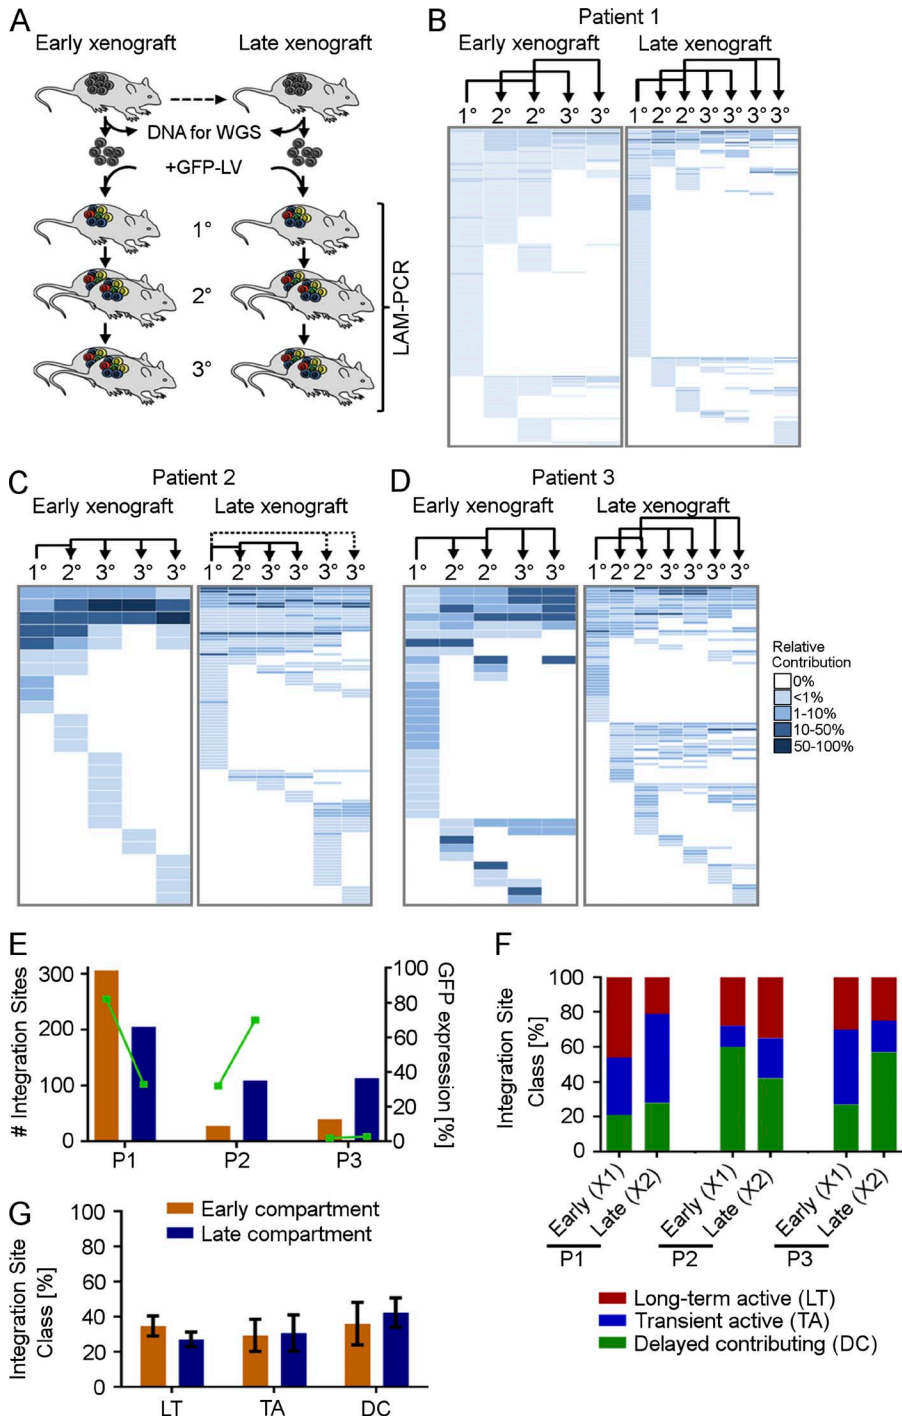 A
Early xenograft
Late xenograft
DNA for WGS
+GFP-LV
1°
2°
3°
LAM-PCR
B
Patient 1
Early xenograft
Late xenograft
1° 2° 2° 3° 3°
1° 2° 2° 3° 3° 3° 3°
C
Patient 2
Early xenograft
Late xenograft
1° 2° 3° 3° 3°
1° 2° 3° 3° 3° 3°
D
Patient 3
Early xenograft
Late xenograft
1° 2° 2° 3° 3°
1° 2° 2° 3° 3° 3° 3°
Relative
Contribution
0%
<1%
1-10%
10-50%
50-100%
E
# Integration Sites
300
200
100
0
GFP expression [%]
100
80
60
40
20
0
P1
P2
P3
F
Integration Site
Class [%]
100
80
60
40
20
0
Early (X1)
Late (X2)
Early (X1)
Late (X2)
Early (X1)
Late (X2)
P1
P2
P3
Long-term active (LT)
Transient active (TA)
Delayed contributing (DC)
G
Early compartment
Late compartment
Integration Site
Class [%]
100
80
60
40
20
0
LT
TA
DC